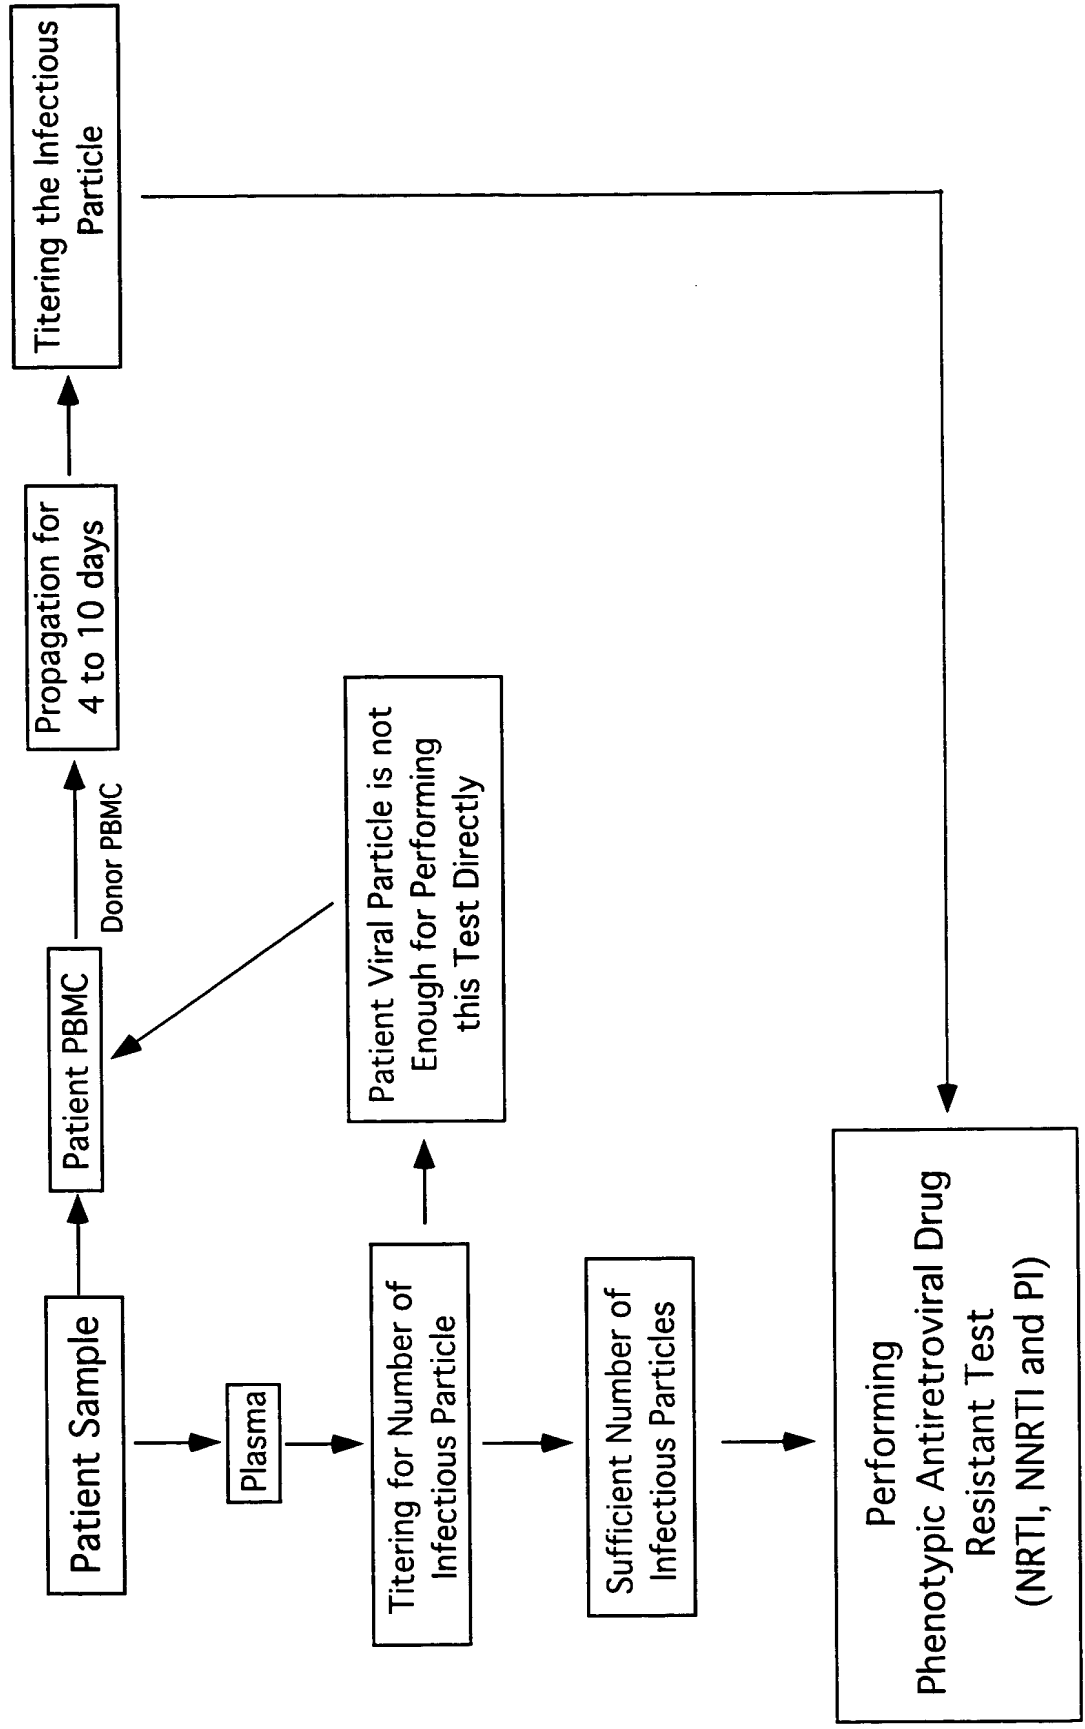 Patient Sample
Patient PBMC
Donor PBMC
Propagation for
4 to 10 days
Titering the Infectious
Particle
Plasma
Titering for Number of
Infectious Particle
Patient Viral Particle is not
Enough for Performing
this Test Directly
Sufficient Number of
Infectious Particles
Performing
Phenotypic Antiretroviral Drug
Resistant Test
(NRTI, NNRTI and PI)